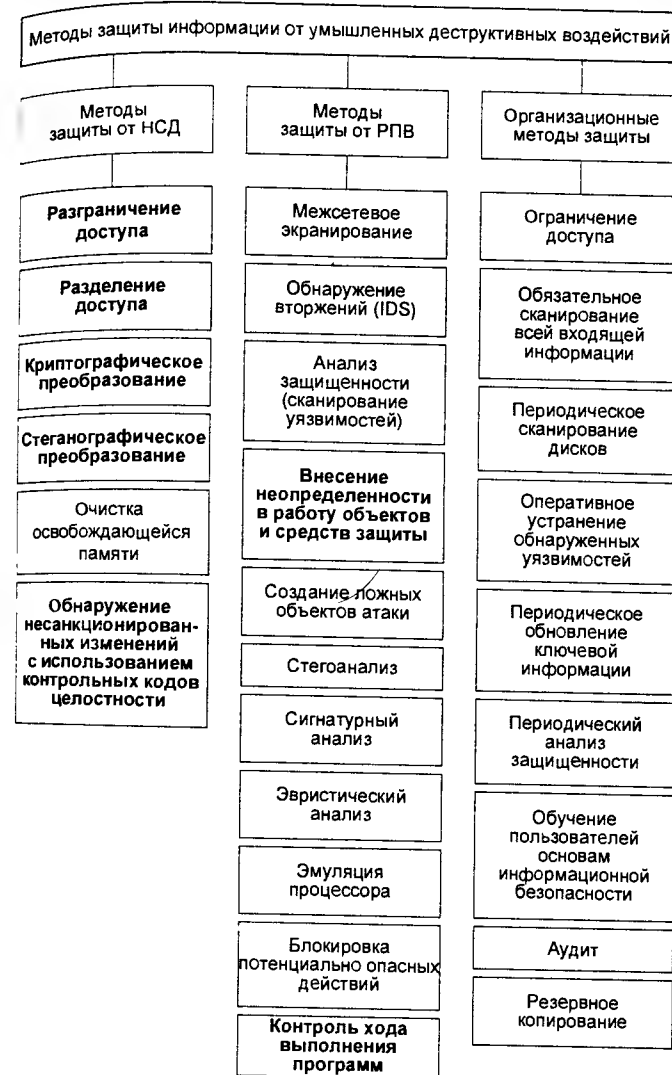 Методы защиты информации от умышленных деструктивных воздействий
Методы
защиты от НСД
Разграничение
доступа
Разделение
доступа
Криптографическое
преобразование
Стеганографическое
преобразование
Очистка
освобождающейся
памяти
Обнаружение
несанкционирован-
ных изменений
с использованием
контрольных кодов
целостности
Методы
защиты от РПВ
Межсетевое
экранирование
Обнаружение
вторжений (IDS)
Анализ
защищенности
(сканирование
уязвимостей)
Внесение
неопределенности
в работу объектов
и средств защиты
Создание ложных
объектов атаки
Стегоанализ
Сигнатурный
анализ
Эвристический
анализ
Эмуляция
процессора
Блокировка
потенциально опасных
действий
Контроль хода
выполнения
программ
Организационные
методы защиты
Ограничение
доступа
Обязательное
сканирование
всей входящей
информации
Периодическое
сканирование
дисков
Оперативное
устранение
обнаруженных
уязвимостей
Периодическое
обновление
ключевой
информации
Периодический
анализ
защищенности
Обучение
пользователей
основам
информационной
безопасности
Аудит
Резервное
копирование